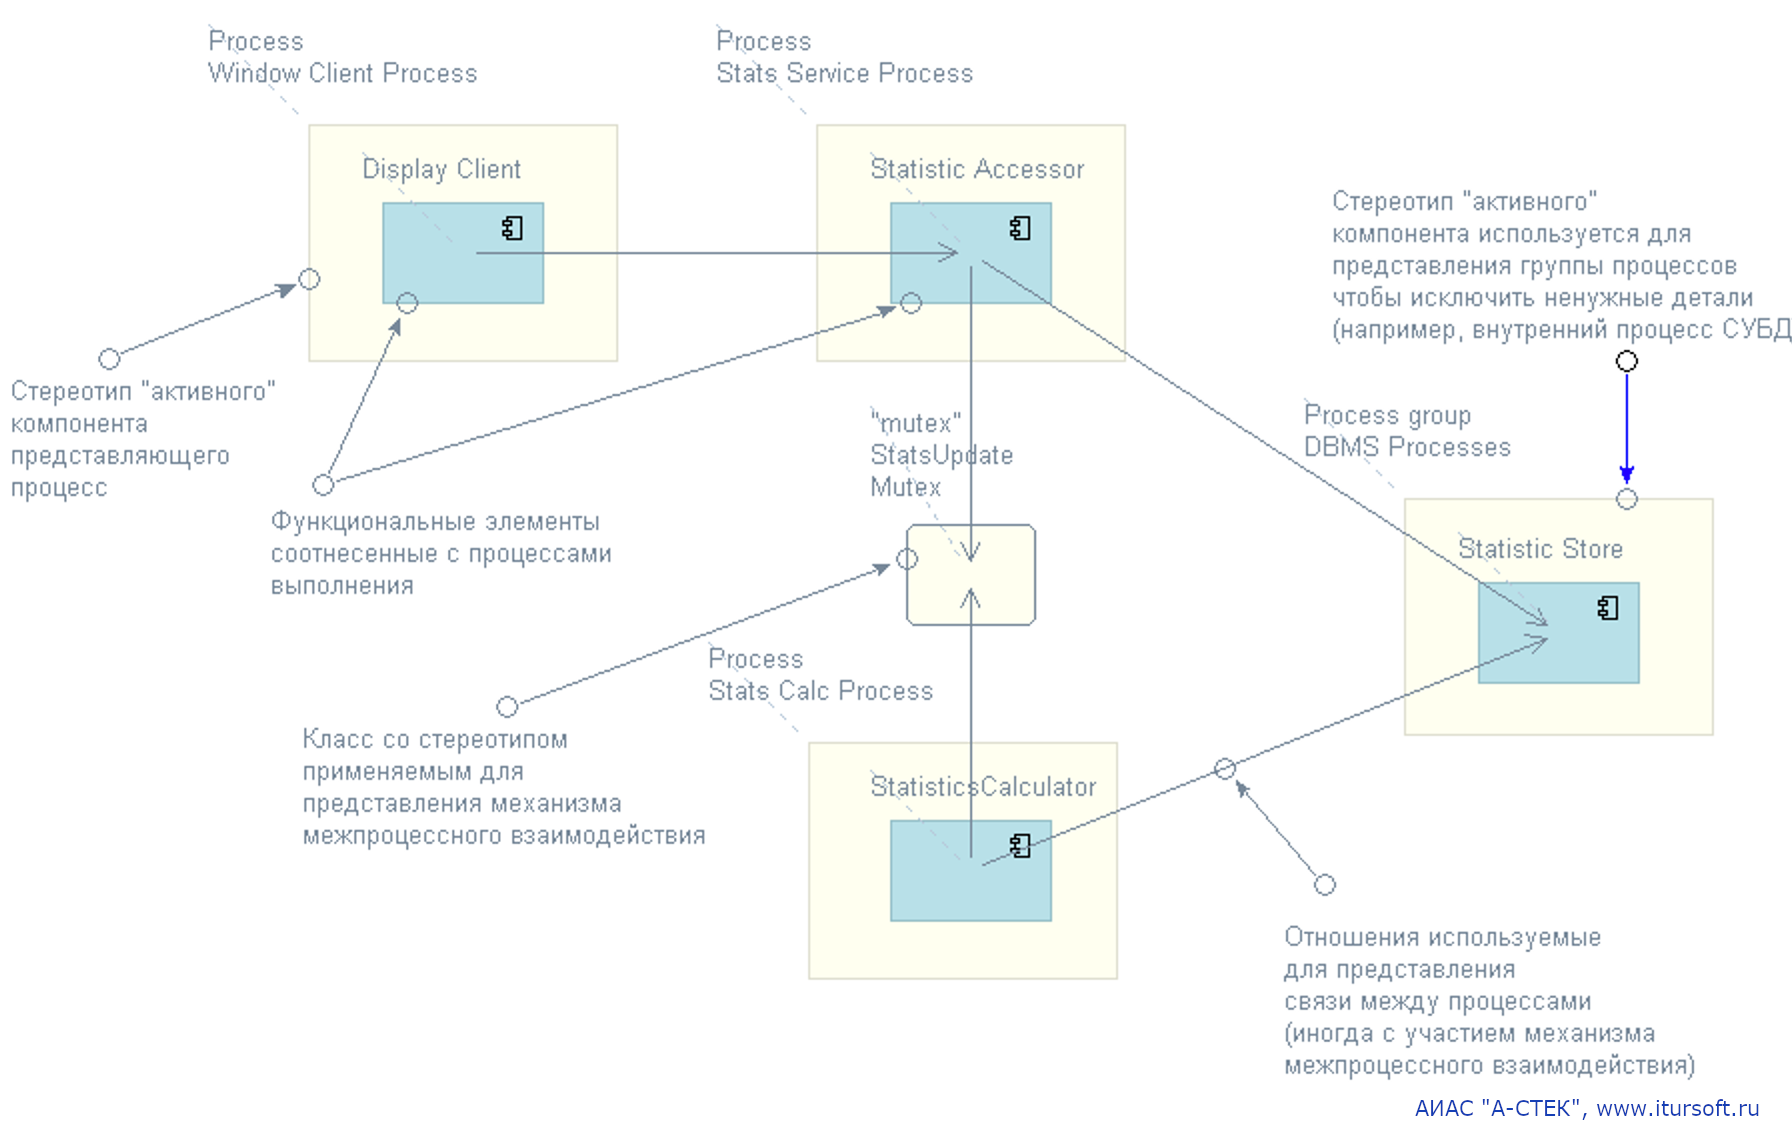 Process
Window Client Process
Process
Stats Service Process
Display Client
Statistic Accessor
Стереотип "активного"
компонента используется для
представления группы процессов
чтобы исключить ненужные детали
(например, внутренний процесс СУБД
Стереотип "активного"
компонента
представляющего
процесс
"mutex"
StatsUpdate
Mutex
Process group
DBMS Processes
Функциональные элементы
соотнесенные с процессами
выполнения
Statistic Store
Process
Stats Calc Process
Класс со стереотипом
применяемым для
представления механизма
межпроцессного взаимодействия
StatisticsCalculator
Отношения используемые
для представления
связи между процессами
(иногда с участием механизма
межпроцессного взаимодействия)
АИАС "А-СТЕК", www.itursoft.ru